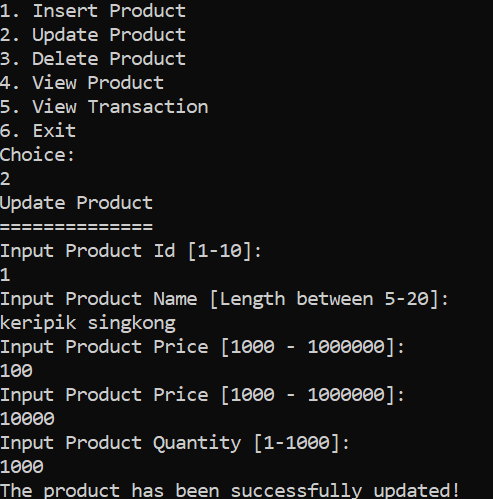 1. Insert Product
2. Update Product
3. Delete Product
4. View Product
5. View Transaction
6. Exit
Choice:
2
Update Product
==============
Input Product Id [1-10]:
1
Input Product Name [Length between 5-20]:
keripik singkong
Input Product Price [1000 - 1000000]:
100
Input Product Price [1000 - 1000000]:
10000
Input Product Quantity [1-1000]:
1000
The product has been successfully updated!